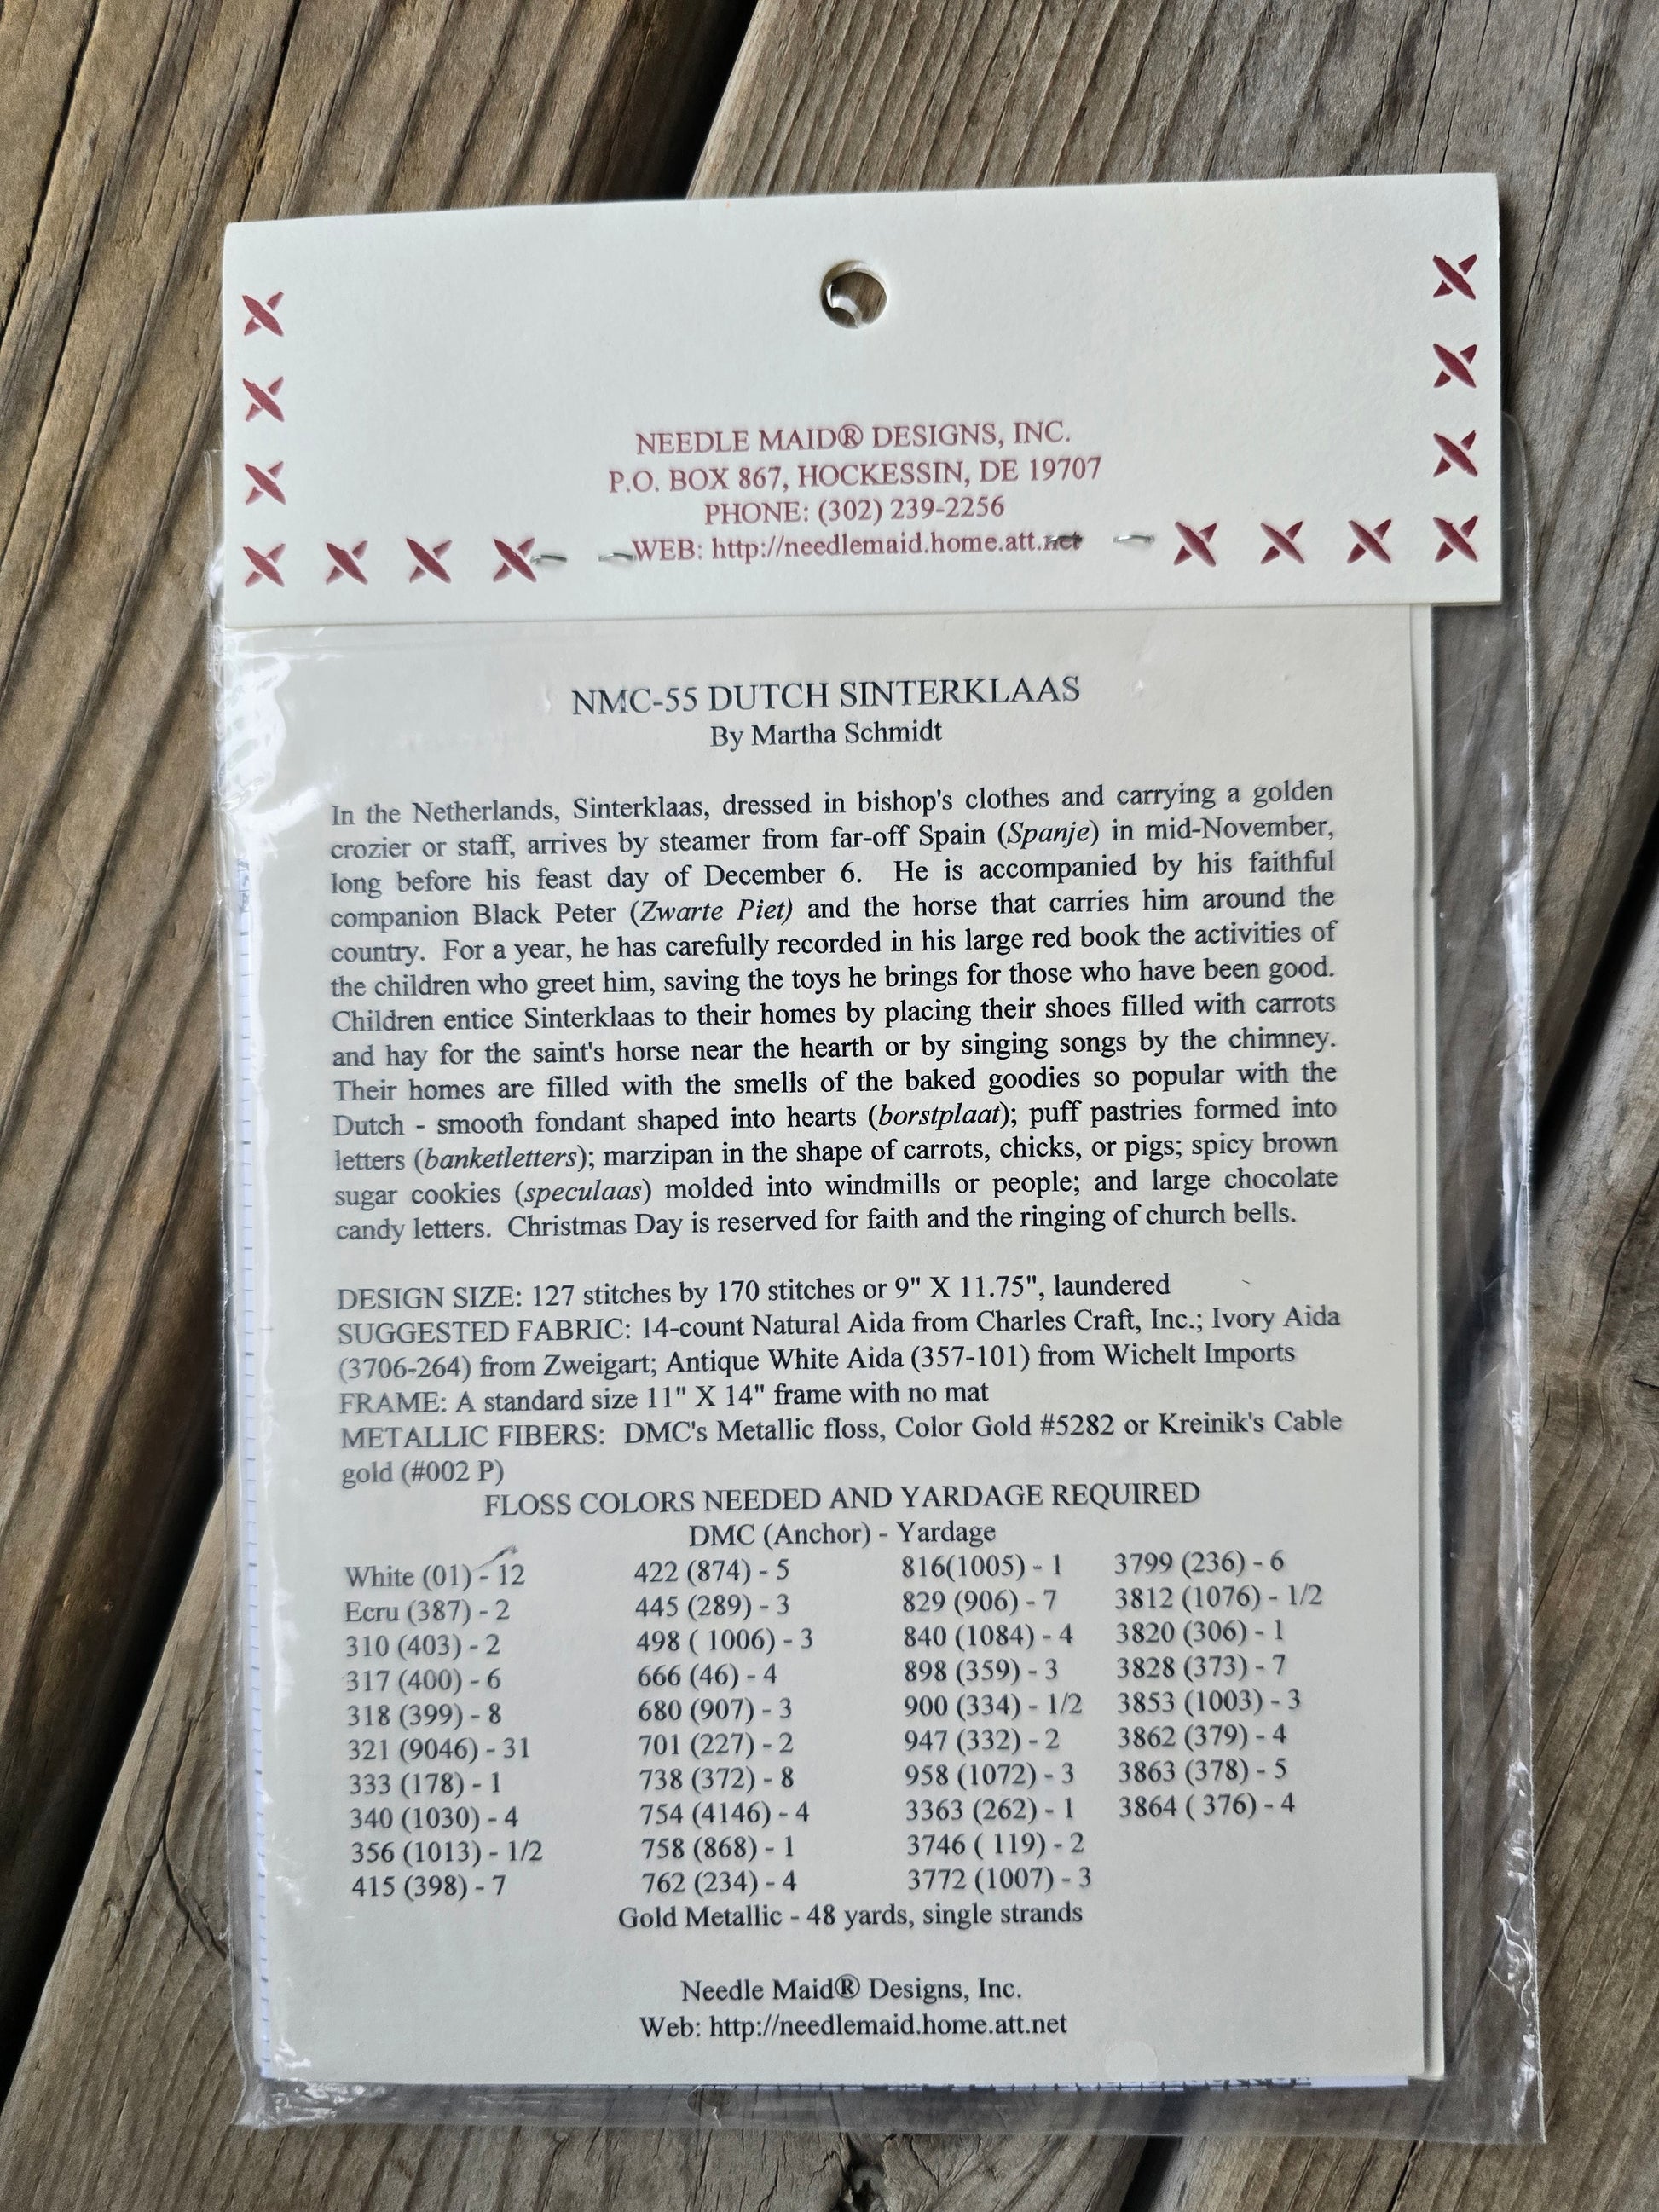 NEEDLE MAID® DESIGNS, INC.
P.O. BOX 867, HOCKESSIN, DE 19707
PHONE: (302) 239-2256
WEB: http://needlemaid.home.att.net
NMC-55 DUTCH SINTERKLAAS
By Martha Schmidt
In the Netherlands, Sinterklaas, dressed in bishop's clothes and carrying a golden
crozier or staff, arrives by steamer from far-off Spain (Spanje) in mid-November,
long before his feast day of December 6. He is accompanied by his faithful
companion Black Peter (Zwarte Piet) and the horse that carries him around the
country. For a year, he has carefully recorded in his large red book the activities of
the children who greet him, saving the toys he brings for those who have been good.
Children entice Sinterklaas to their homes by placing their shoes filled with carrots
and hay for the saint's horse near the hearth or by singing songs by the chimney.
Their homes are filled with the smells of the baked goodies so popular with the
Dutch - smooth fondant shaped into hearts (borstplaat); puff pastries formed into
letters (banketletters); marzipan in the shape of carrots, chicks, or pigs; spicy brown
sugar cookies (speculaas) molded into windmills or people; and large chocolate
candy letters. Christmas Day is reserved for faith and the ringing of church bells.
DESIGN SIZE: 127 stitches by 170 stitches or 9" X 11.75", laundered
SUGGESTED FABRIC: 14-count Natural Aida from Charles Craft, Inc.; Ivory Aida
(3706-264) from Zweigart; Antique White Aida (357-101) from Wichelt Imports
FRAME: A standard size 11" X 14" frame with no mat
METALLIC FIBERS: DMC's Metallic floss, Color Gold #5282 or Kreinik's Cable
gold (#002 P)
FLOSS COLORS NEEDED AND YARDAGE REQUIRED
DMC (Anchor) - Yardage
White (01) - 12
Ecru (387) - 2
310 (403) - 2
317 (400) - 6
318 (399) - 8
321 (9046) - 31
333 (178) - 1
340 (1030) - 4
356 (1013) - 1/2
415 (398) - 7
422 (874) - 5
445 (289) - 3
498 ( 1006) - 3
666 (46) - 4
680 (907) - 3
701 (227) - 2
738 (372) - 8
754 (4146) - 4
758 (868) - 1
762 (234) - 4
816(1005) - 1
829 (906) - 7
840 (1084) - 4
898 (359) - 3
900 (334) - 1/2
947 (332) - 2
958 (1072) - 3
3363 (262) - 1
3746 ( 119) - 2
3772 (1007) - 3
3799 (236) - 6
3812 (1076) - 1/2
3820 (306) - 1
3828 (373) - 7
3853 (1003) - 3
3862 (379) - 4
3863 (378) - 5
3864 ( 376) - 4
Gold Metallic - 48 yards, single strands
Needle Maid® Designs, Inc.
Web: http://needlemaid.home.att.net